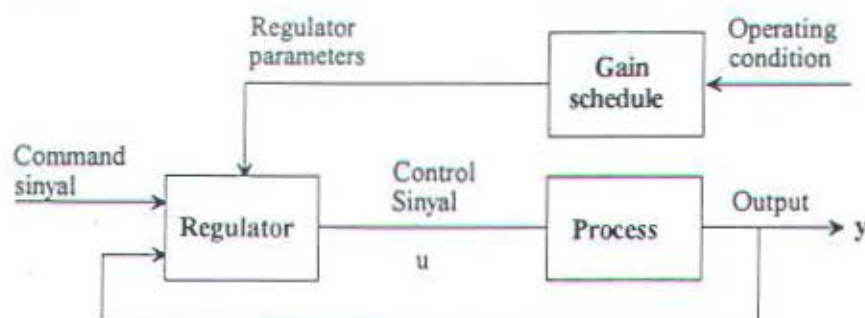 Regulator
parameters
Operating
condition
Gain
schedule
Command
sinyal
Control
Sinyal
Output
Regulator
Process
y
u